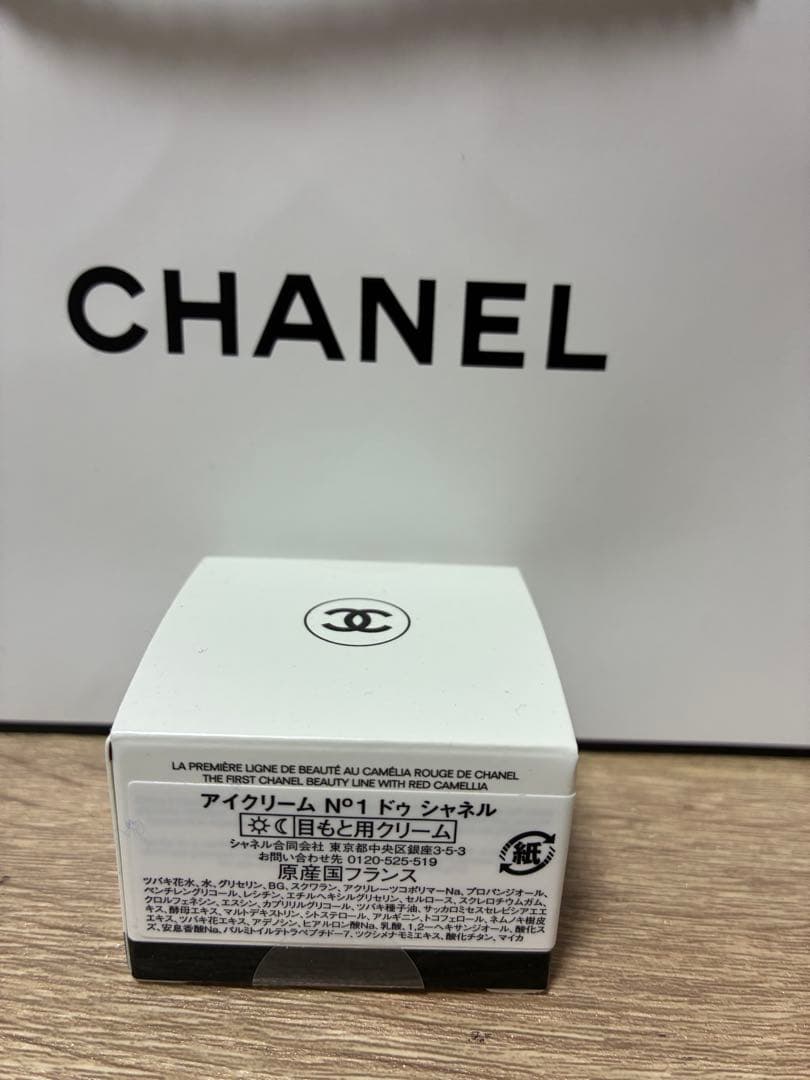 CHANEL
LA PREMIÈRE LIGNE DE BEAUTÉ AU CAMÉLIA ROUGE DE CHANEL
THE FIRST CHANEL BEAUTY LINE WITH RED CAMELLIA
アイクリーム Nº1 ドゥ シャネル
目もと用クリーム
シャネル合同会社 東京都中央区銀座3-5-3
お問い合わせ先 0120-525-519
原産国フランス
紙
ツバキ花水、水、グリセリン、BG、スクワラン、アクリレーツコポリマーNa、プロパンジオール、
ペンチレングリコール、レシチン、エチルヘキシルグリセリン、セルロース、スクレロチウムガム、
クロルフェネシン、エスシン、カプリリルグリコール、ツバキ種子油、サッカロミセスセレビシアエエ
キス、酵母エキス、マルトデキストリン、シトステロール、アルギニン、トコフェロール、ネムノキ樹皮
エキス、ツバキ花エキス、アデノシン、ヒアルロン酸Na、乳酸、1,2-ヘキサンジオール、酸化ス
ズ、安息香酸Na、パルミトイルテトラペプチド-7、ツクシメナモミエキス、酸化チタン、マイカ